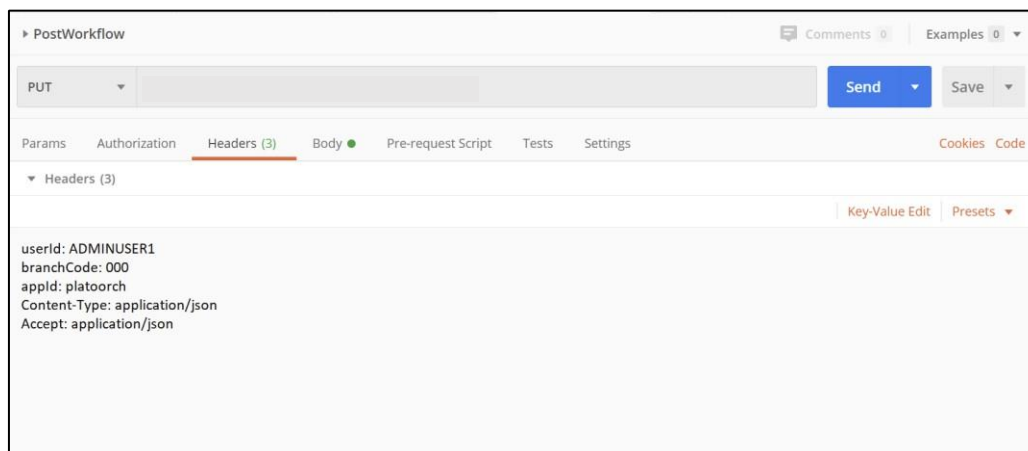 PostWorkflow Comments 0 Examples 0
PUT Send Save
Params Authorization Headers (3) Body Pre-request Script Tests Settings Cookies Code
Headers (3)
Key-Value Edit Presets
userId: ADMINUSER1
branchCode: 000
appId: platoorch
Content-Type: application/json
Accept: application/json